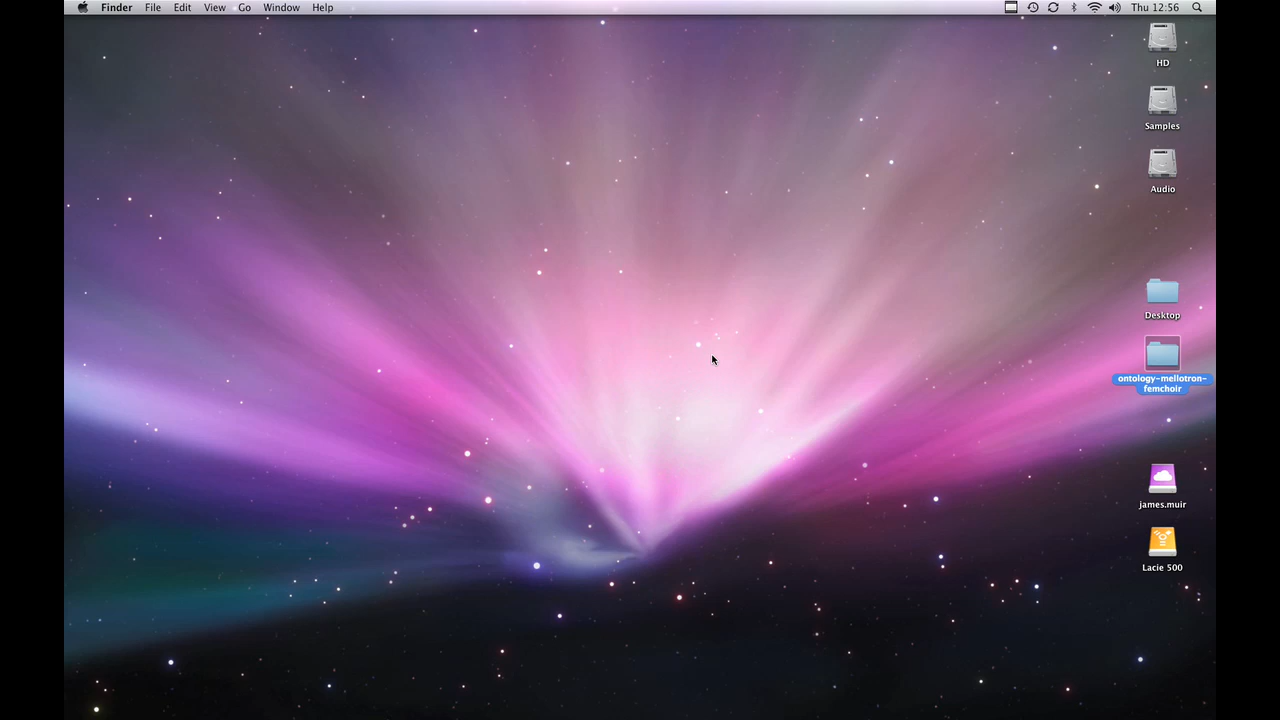 Finder File Edit View Go Window Help Thu 12:56
HD
Samples
Audio
Desktop
ontology-mellotron-
femchoir
james.muir
Lacie 500